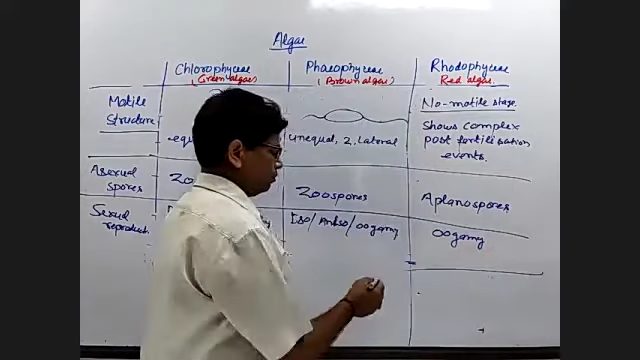 Algae
Chlorophyceae Phaeophyceae Rhodophyceae
(Green algae) (Brown algae) Red algae
Motile No-motile stage
Structure Shows complex
unequal, 2, lateral post fertilisation
events.
Asexual
spores Zoospores Aplanospores
Sexual Iso/Aniso/oogamy
reproduct oogamy